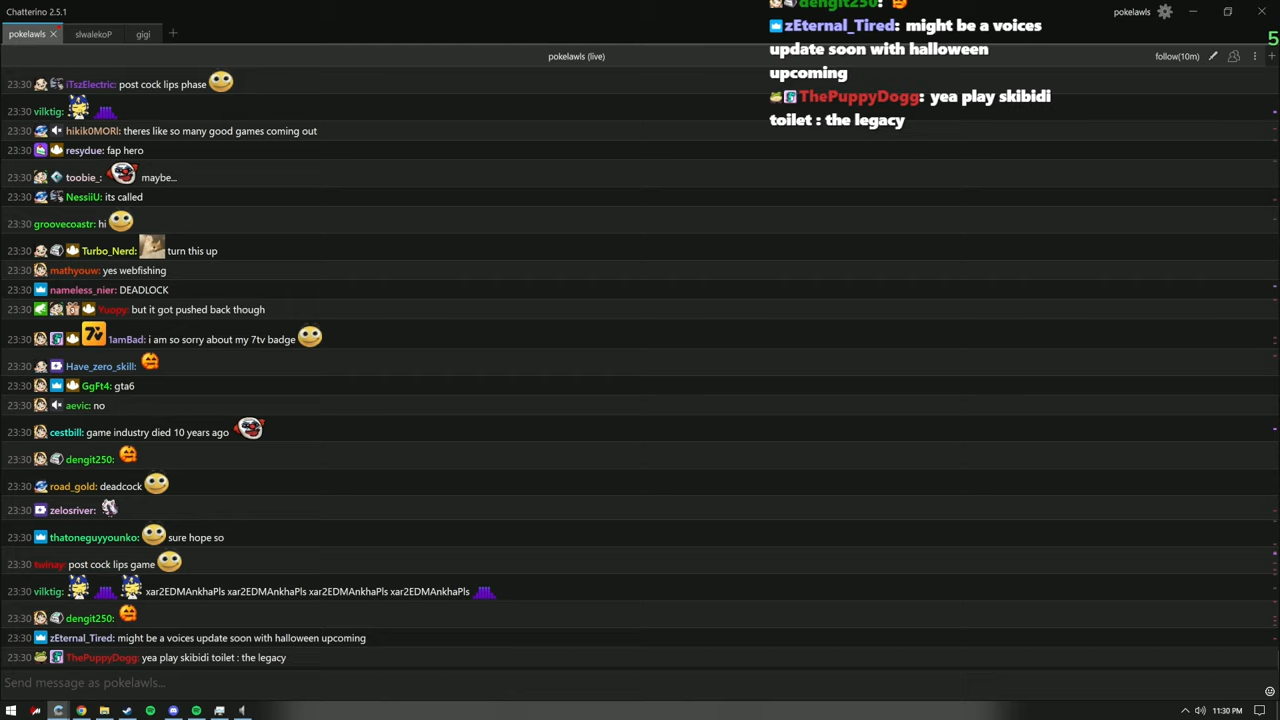 Chatterino 2.5.1
pokelawls
slwalekoP
gigi
pokelawls
dengit250:
zEternal_Tired: might be a voices
update soon with halloween
upcoming
ThePuppyDogg: yea play skibidi
toilet : the legacy
5
pokelawls (live)
follow(10m)
23:30 iTszElectric: post cock lips phase
vilktig:
23:30 hikik0MORl: theres like so many good games coming out
23:30 resydue: fap hero
23:30 toobie_: maybe...
23:30 NessiiU: its called
groovecoastr: hi
23:30 Turbo_Nerd: turn this up
23:30 mathyouw: yes webfishing
23:30 nameless_nier: DEADLOCK
23:30 Yuopy: but it got pushed back though
23:30 1amBad: i am so sorry about my 7tv badge
23:30 Have_zero_skill:
23:30 GgFt4: gta6
23:30 aevic: no
23:30 cestbill: game industry died 10 years ago
23:30 dengit250:
23:30 road_gold: deadcock
23:30 zelosriver:
23:30 thatoneguyyounko: sure hope so
23:30 twinay: post cock lips game
23:30 vilktig: xar2EDMAnkhaPls xar2EDMAnkhaPls xar2EDMAnkhaPls xar2EDMAnkhaPls
23:30 dengit250:
23:30 zEternal_Tired: might be a voices update soon with halloween upcoming
23:30 ThePuppyDogg: yea play skibidi toilet : the legacy
Send message as pokelawls...
11:30 PM